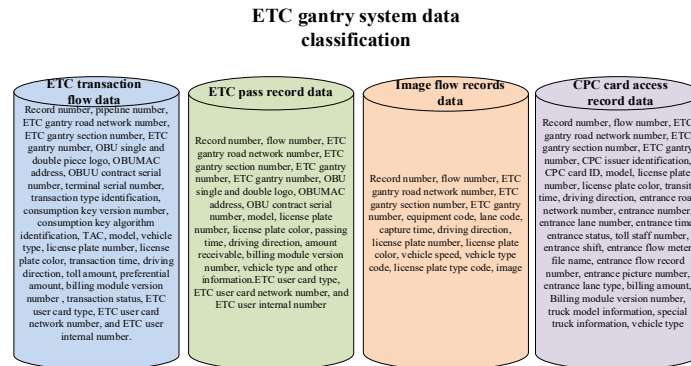 ETC gantry system data
classification
ETC transaction
flow data
Record number, pipeline number,
ETC gantry road network number,
ETC gantry section number, ETC
gantry number, OBU single and
double piece logo, OBUMAC
address, OBUU contract serial
number, terminal serial number,
transaction type identification,
consumption key version number,
consumption key algorithm
identification, TAC, model, vehicle
type, license plate number, license
plate color, transaction time, driving
direction, toll amount, preferential
amount, billing module version
number , transaction status, ETC
user card type, ETC user card
network number, and ETC user
internal number.
ETC pass record data
Record number, flow number, ETC
gantry road network number, ETC
gantry section number, ETC gantry
number, ETC gantry number, OBU
single and double logo, OBUMAC
address, OBU contract serial
number, model, license plate
number, license plate color,
passing time, driving direction, amount
receivable, billing module version
number, vehicle type and other
information.ETC user card type,
ETC user card network number, and
ETC user internal number
Image flow records
data
Record number, flow number, ETC
gantry road network number, ETC
gantry section number, ETC gantry
number, equipment code, lane code,
capture time, driving direction,
license plate number, license plate
color, vehicle speed, vehicle type
code, license plate type code, image
CPC card access
record data
Record number, flow number, ETC
gantry road network number, ETC
gantry section number, ETC gantry
number, CPC issuer identification,
CPC card ID, model, license plate
number, license plate color, transit
time, driving direction, entrance road
network number, entrance number,
entrance lane number, entrance time,
entrance status, toll staff number,
entrance shift, entrance flow meter
file name, entrance flow record
number, entrance picture number,
entrance lane type, billing amount,
Billing module version number,
truck model information, special
truck information, vehicle type